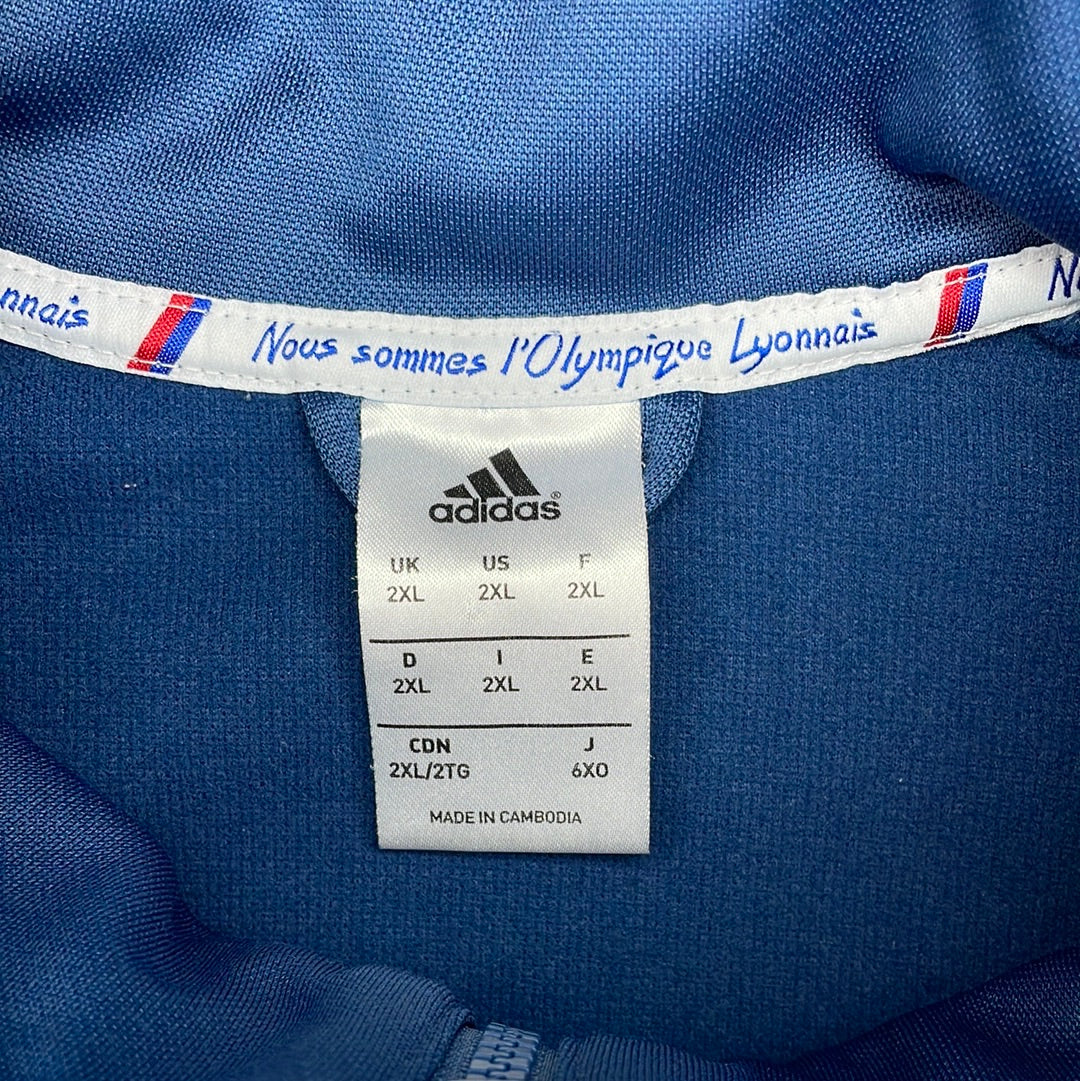 nnais Nous sommes l'Olympique Lyonnais N
adidas®
UK US F
2XL 2XL 2XL
D I E
2XL 2XL 2XL
CDN J
2XL/2TG 6XO
MADE IN CAMBODIA